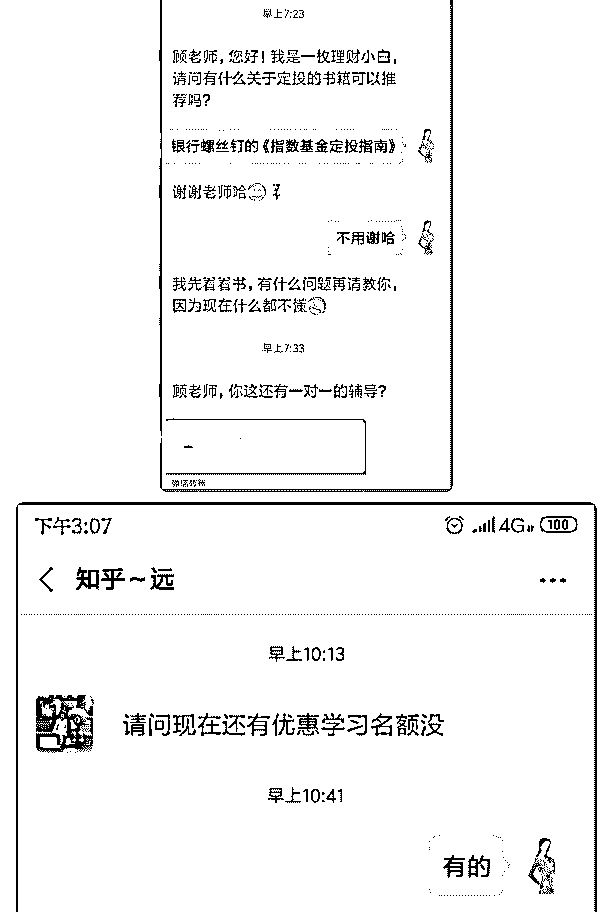 早上7:23
顾老师，您好！我是一枚理财小白，
请问有什么关于定投的书籍可以推
荐吗？
银行螺丝钉的《指数基金定投指南》
谢谢老师哈
不用谢哈
我先看看书，有什么问题再请教你，
因为现在什么都不懂
早上7:33
顾老师，你这还有一对一的辅导？
微信转账
下午3:07
4G
100
知乎～远
早上10:13
请问现在还有优惠学习名额没
早上10:41
有的